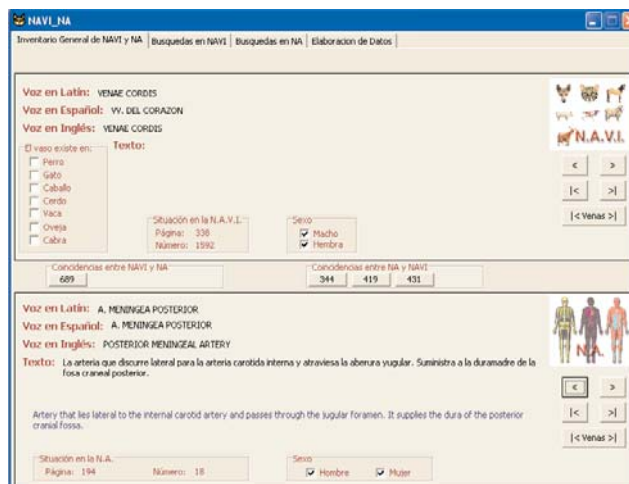 NAVI_NA
Inventario General de NAVI y NA Busquedas en NAVI Busquedas en NA Elaboracion de Datos
Voz en Latín: VENAE CORDIS
Voz en Español: VV. DEL CORAZON
Voz en Inglés: VENAE CORDIS
El vaso existe en: Texto:
Perro
Gato
Caballo
Cerdo
Vaca
Oveja
Cabra
Situación en la N.A.V.I.
Página: 338
Número: 1592
Sexo
Macho
Hembra
N.A.V.I.
< >
|< >|
|< Venas >|
Coincidencias entre NAVI y NA
689
Coincidencias entre NA y NAVI
344 419 431
Voz en Latín: A. MENINGEA POSTERIOR
Voz en Español: A. MENINGEA POSTERIOR
Voz en Inglés: POSTERIOR MENINGEAL ARTERY
Texto: La arteria que discurre lateral para la arteria carotida interna y atraviesa la aberura yugular. Suministra a la duramadre de la
fosa craneal posterior.
Artery that lies lateral to the internal carotid artery and passes through the jugular foramen. It supplies the dura of the posterior
cranial fossa.
Situación en la N.A.
Página: 194 Número: 18
Sexo
Hombre Mujer
N.A.
< >
|< >|
|< Venas >|